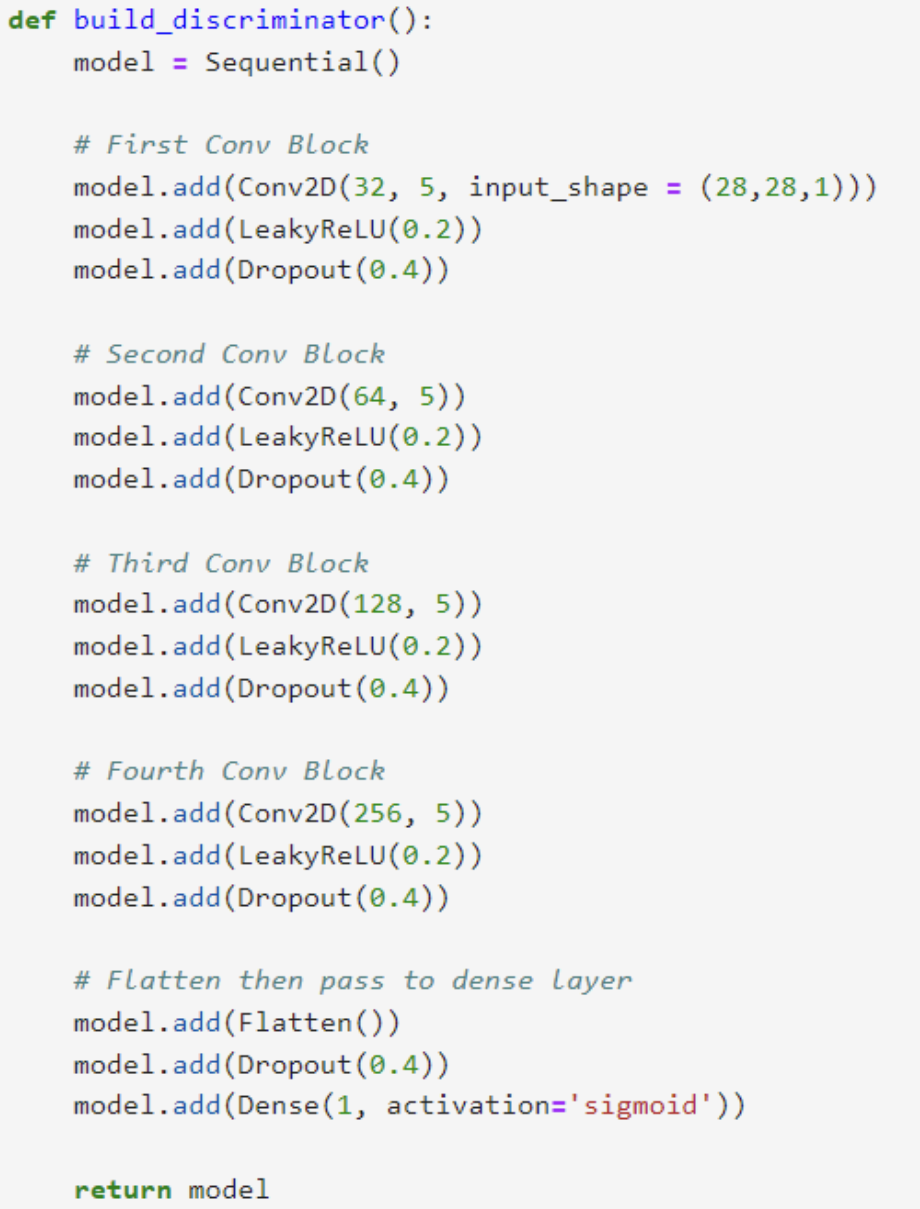 def build_discriminator():
    model = Sequential()

    # First Conv Block
    model.add(Conv2D(32, 5, input_shape = (28,28,1)))
    model.add(LeakyReLU(0.2))
    model.add(Dropout(0.4))

    # Second Conv Block
    model.add(Conv2D(64, 5))
    model.add(LeakyReLU(0.2))
    model.add(Dropout(0.4))

    # Third Conv Block
    model.add(Conv2D(128, 5))
    model.add(LeakyReLU(0.2))
    model.add(Dropout(0.4))

    # Fourth Conv Block
    model.add(Conv2D(256, 5))
    model.add(LeakyReLU(0.2))
    model.add(Dropout(0.4))

    # Flatten then pass to dense layer
    model.add(Flatten())
    model.add(Dropout(0.4))
    model.add(Dense(1, activation='sigmoid'))

    return model